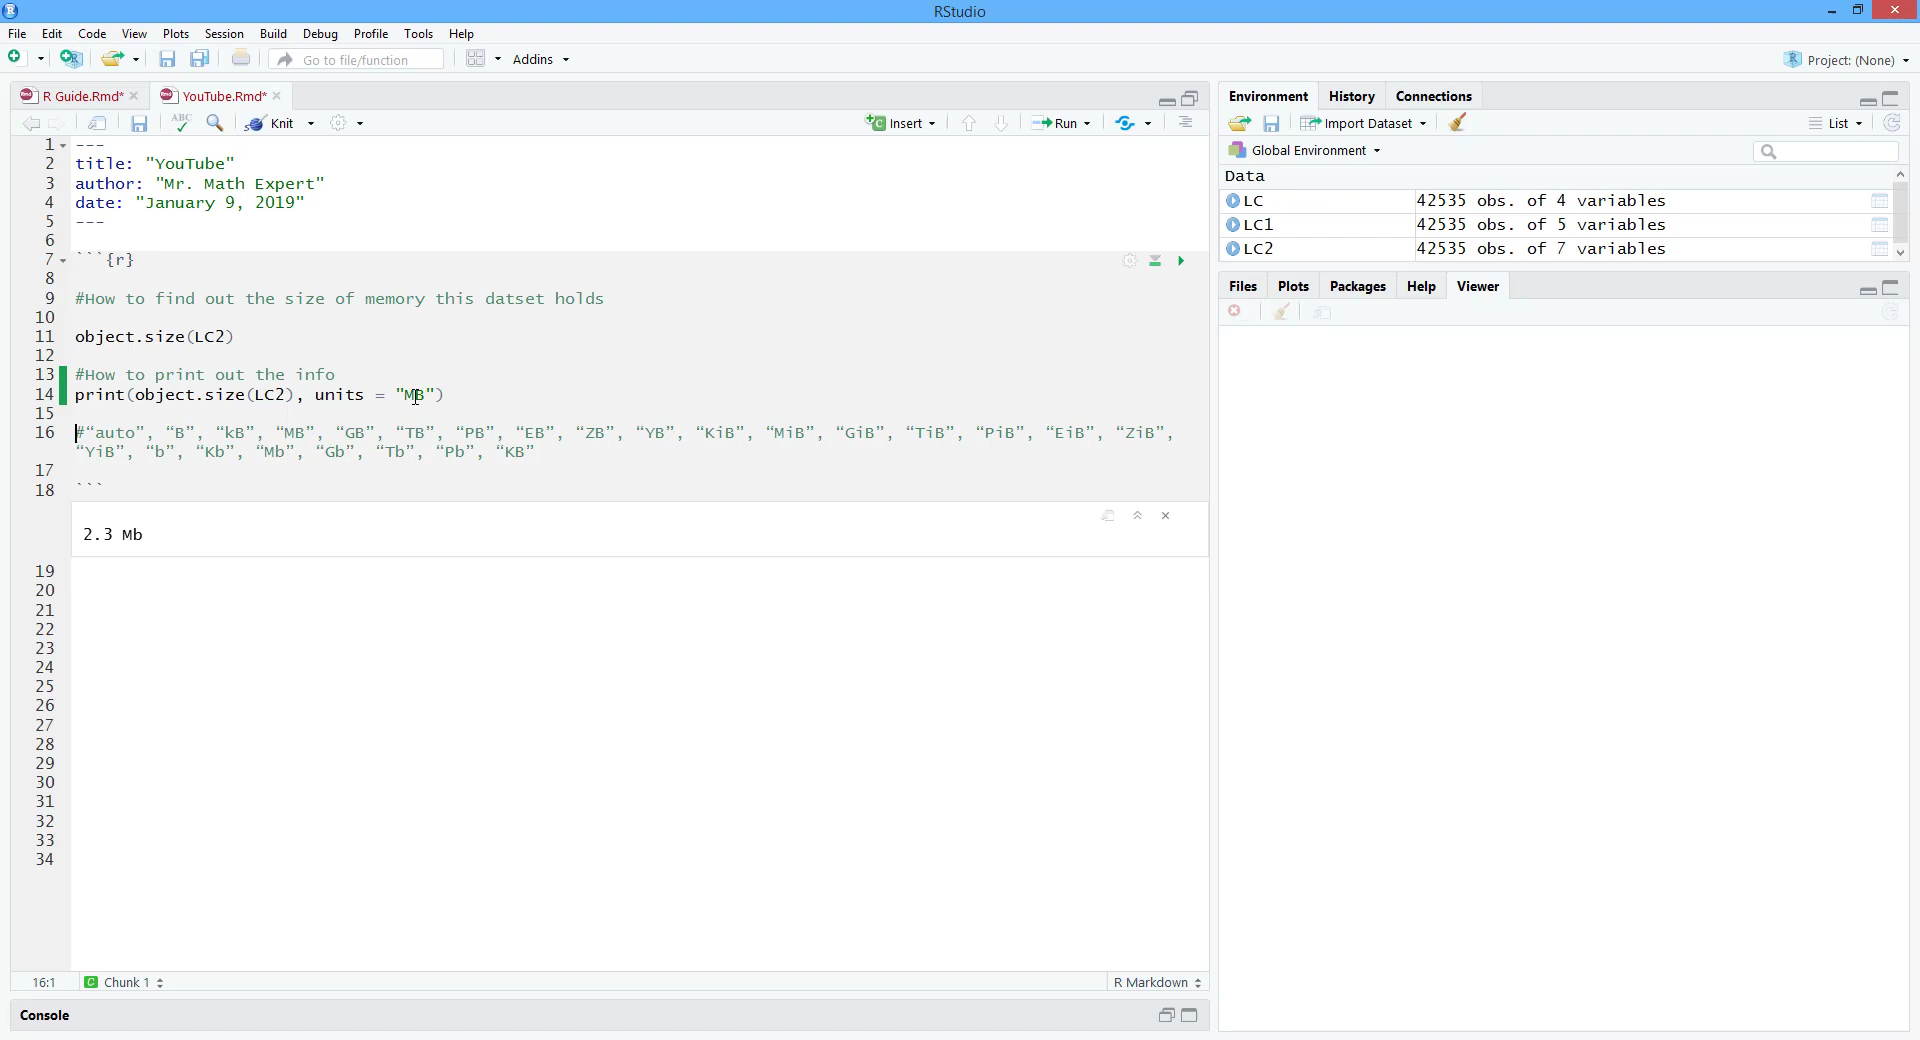 RStudio
File Edit Code View Plots Session Build Debug Profile Tools Help
Go to file/function Addins Project: (None)
R Guide.Rmd* YouTube.Rmd*
ABC Knit Insert Run
1 ---
2 title: "YouTube"
3 author: "Mr. Math Expert"
4 date: "January 9, 2019"
5 ---
6
7 ```{r}
8
9 #How to find out the size of memory this datset holds
10
11 object.size(LC2)
12
13 #How to print out the info
14 print(object.size(LC2), units = "MB")
15
16 #“auto”, “B”, “kB”, “MB”, “GB”, “TB”, “PB”, “EB”, “ZB”, “YB”, “KiB”, “MiB”, “GiB”, “TiB”, “PiB”, “EiB”, “ZiB”,
“YiB”, “b”, “Kb”, “Mb”, “Gb”, “Tb”, “Pb”, “KB”
17
18 ```
2.3 Mb
19
20
21
22
23
24
25
26
27
28
29
30
31
32
33
34
16:1 C Chunk 1 R Markdown
Console
Environment History Connections
Import Dataset List
Global Environment
Data
LC 42535 obs. of 4 variables
LC1 42535 obs. of 5 variables
LC2 42535 obs. of 7 variables
Files Plots Packages Help Viewer